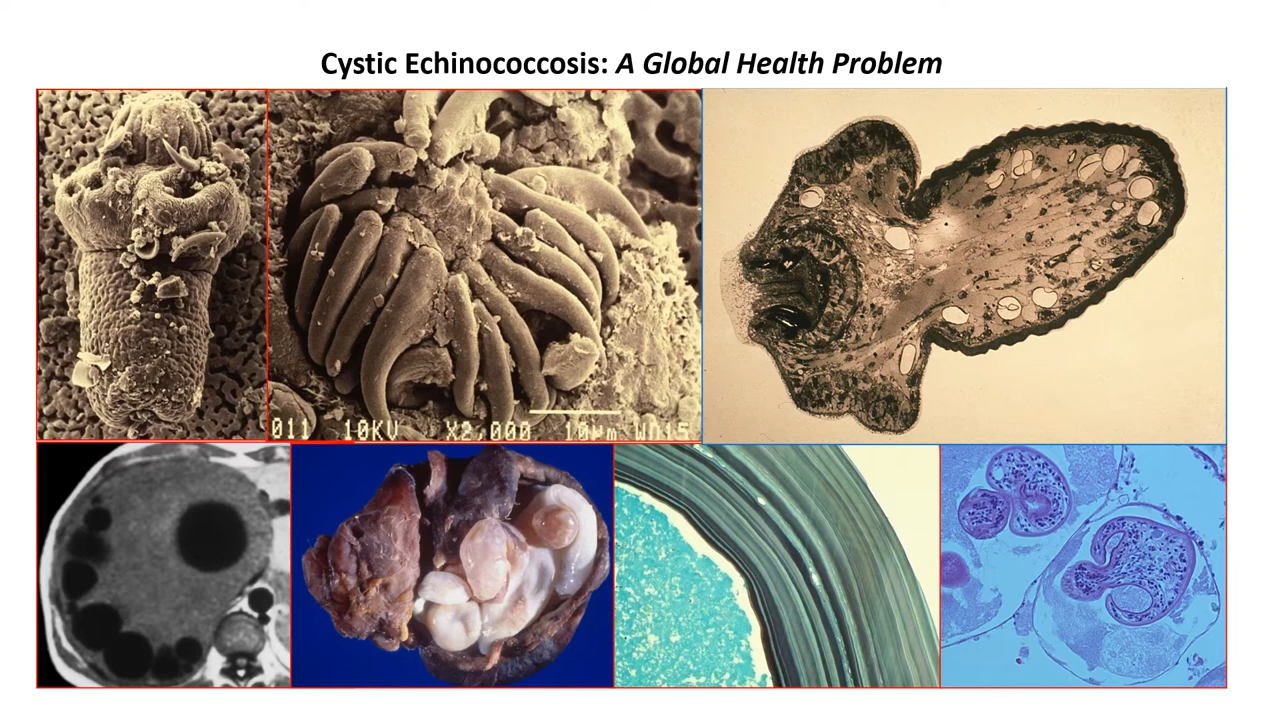 Cystic Echinococcosis: A Global Health Problem
011 10KV X2,000 10μm WD15